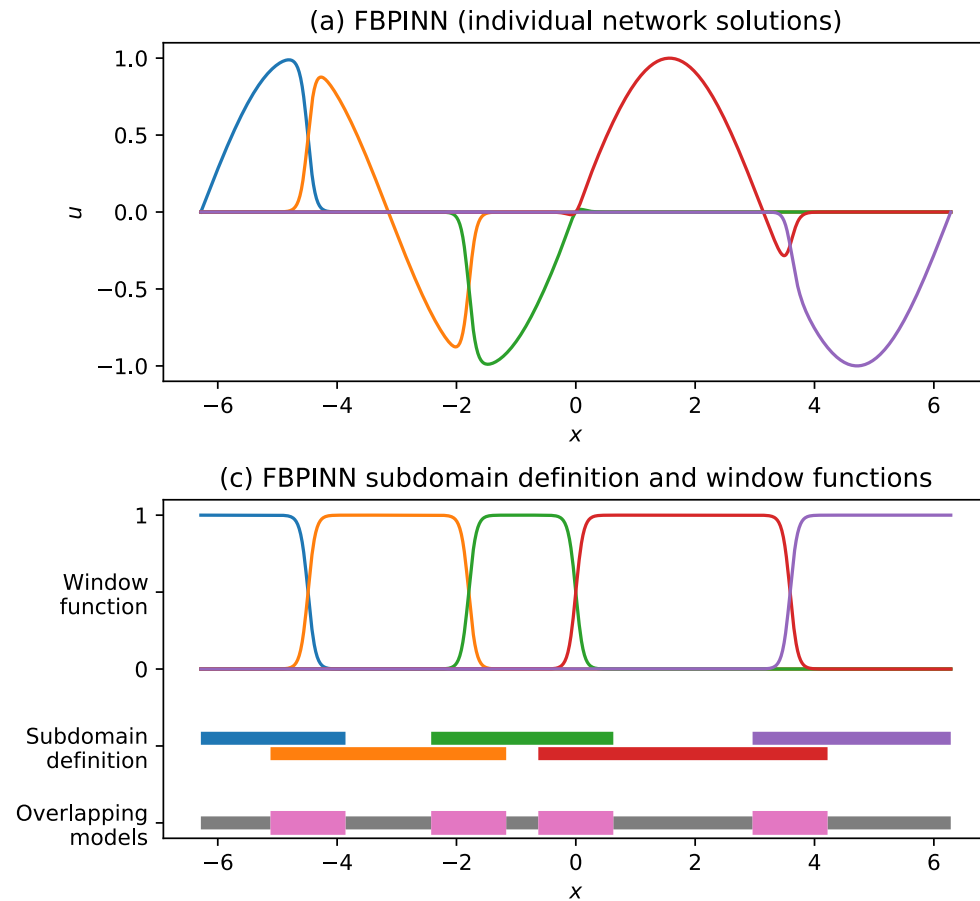 (a) FBPINN (individual network solutions)
1.0
0.5
0.0
−0.5
−1.0
u
−6 −4 −2 0 2 4 6
x
(c) FBPINN subdomain definition and window functions
1
Window
function
0
Subdomain
definition
Overlapping
models
−6 −4 −2 0 2 4 6
x